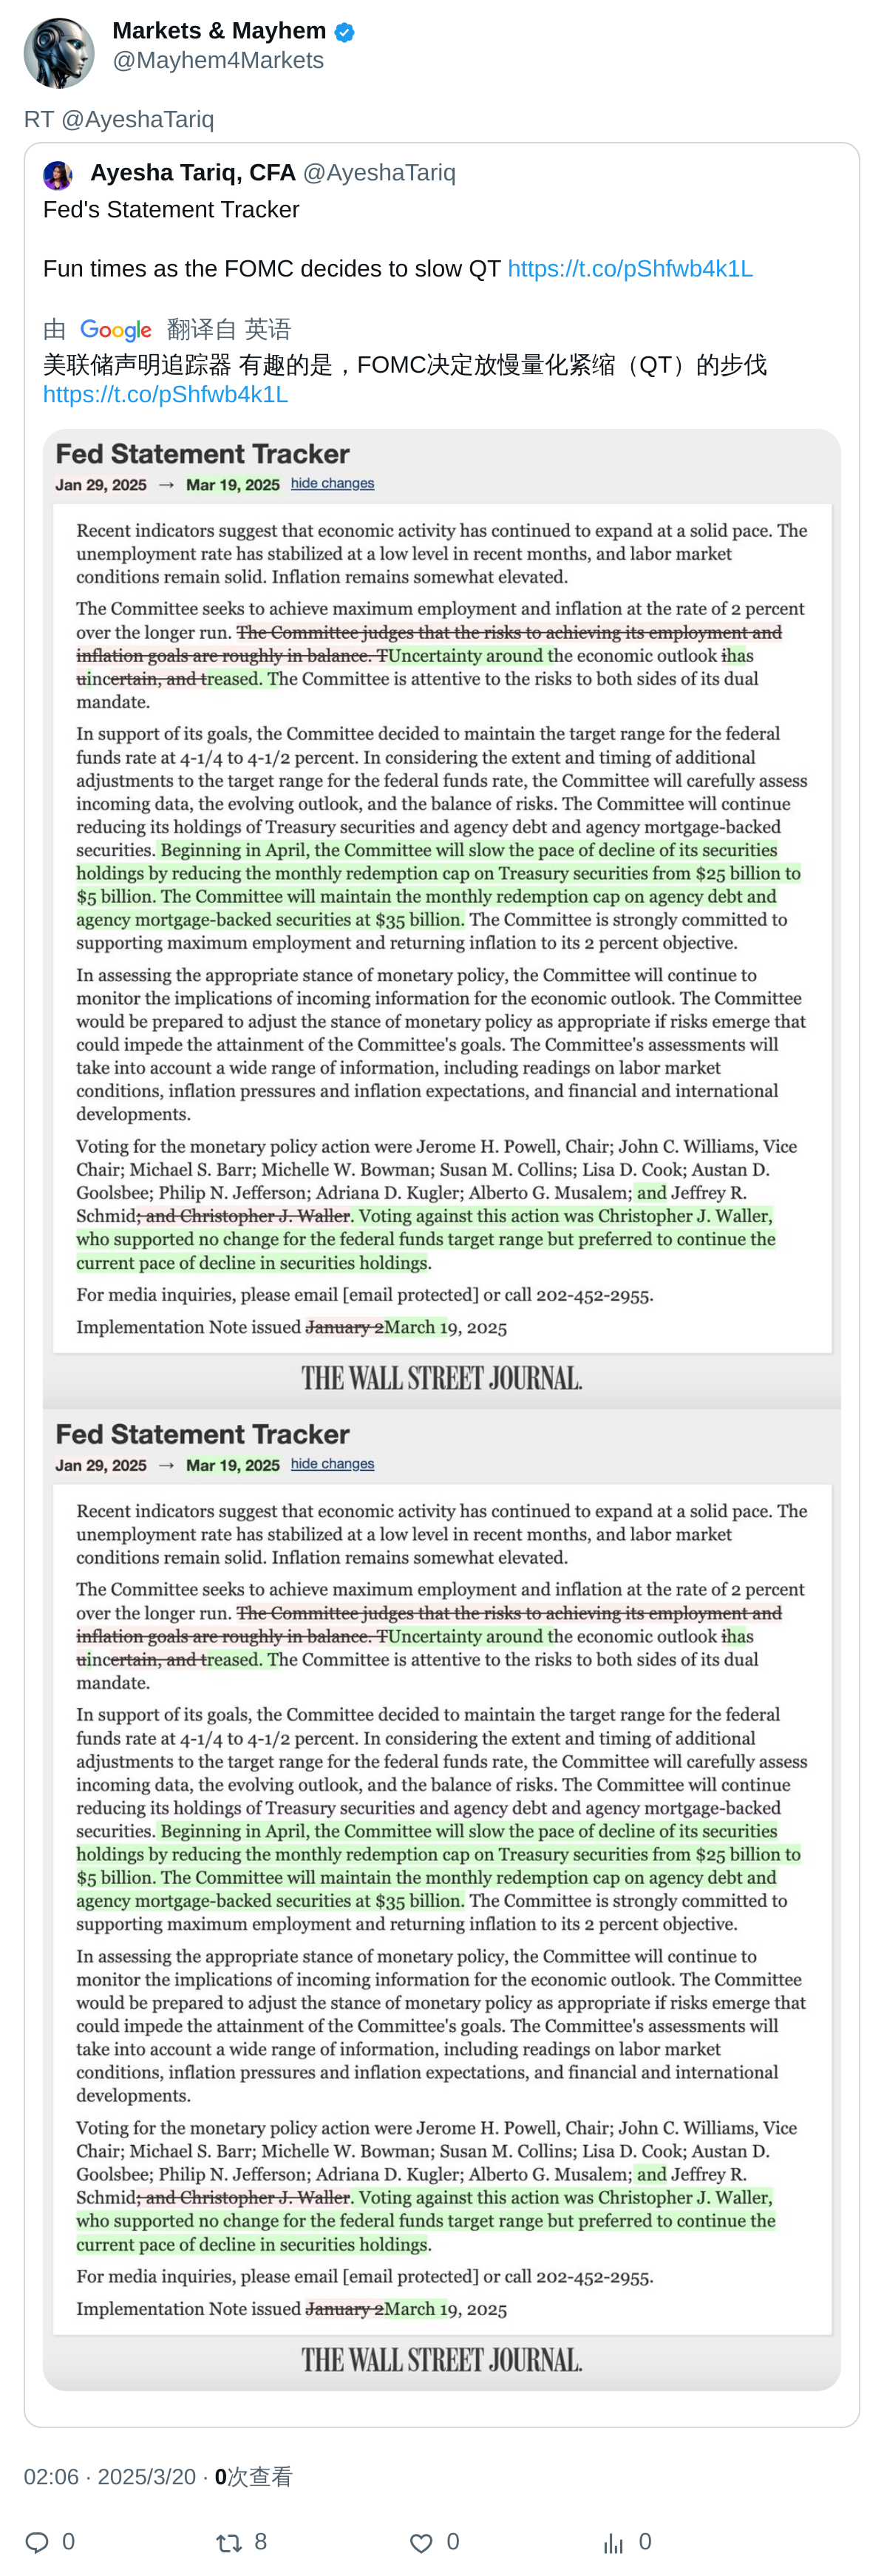 Markets & Mayhem
@Mayhem4Markets
RT @AyeshaTariq
Ayesha Tariq, CFA @AyeshaTariq
Fed's Statement Tracker
Fun times as the FOMC decides to slow QT https://t.co/pShfwb4k1L
由 Google 翻译自 英语
美联储声明追踪器 有趣的是，FOMC决定放慢量化紧缩（QT）的步伐
https://t.co/pShfwb4k1L
Fed Statement Tracker
Jan 29, 2025 → Mar 19, 2025 hide changes
Recent indicators suggest that economic activity has continued to expand at a solid pace. The
unemployment rate has stabilized at a low level in recent months, and labor market
conditions remain solid. Inflation remains somewhat elevated.
The Committee seeks to achieve maximum employment and inflation at the rate of 2 percent
over the longer run. The Committee judges that the risks to achieving its employment and
inflation goals are roughly in balance. TUncertainty around the economic outlook ihas
uincertain, and treased. The Committee is attentive to the risks to both sides of its dual
mandate.
In support of its goals, the Committee decided to maintain the target range for the federal
funds rate at 4-1/4 to 4-1/2 percent. In considering the extent and timing of additional
adjustments to the target range for the federal funds rate, the Committee will carefully assess
incoming data, the evolving outlook, and the balance of risks. The Committee will continue
reducing its holdings of Treasury securities and agency debt and agency mortgage-backed
securities. Beginning in April, the Committee will slow the pace of decline of its securities
holdings by reducing the monthly redemption cap on Treasury securities from $25 billion to
$5 billion. The Committee will maintain the monthly redemption cap on agency debt and
agency mortgage-backed securities at $35 billion. The Committee is strongly committed to
supporting maximum employment and returning inflation to its 2 percent objective.
In assessing the appropriate stance of monetary policy, the Committee will continue to
monitor the implications of incoming information for the economic outlook. The Committee
would be prepared to adjust the stance of monetary policy as appropriate if risks emerge that
could impede the attainment of the Committee's goals. The Committee's assessments will
take into account a wide range of information, including readings on labor market
conditions, inflation pressures and inflation expectations, and financial and international
developments.
Voting for the monetary policy action were Jerome H. Powell, Chair; John C. Williams, Vice
Chair; Michael S. Barr; Michelle W. Bowman; Susan M. Collins; Lisa D. Cook; Austan D.
Goolsbee; Philip N. Jefferson; Adriana D. Kugler; Alberto G. Musalem; and Jeffrey R.
Schmid; and Christopher J. Waller. Voting against this action was Christopher J. Waller,
who supported no change for the federal funds target range but preferred to continue the
current pace of decline in securities holdings.
For media inquiries, please email [email protected] or call 202-452-2955.
Implementation Note issued January 2March 19, 2025
THE WALL STREET JOURNAL.
Fed Statement Tracker
Jan 29, 2025 → Mar 19, 2025 hide changes
Recent indicators suggest that economic activity has continued to expand at a solid pace. The
unemployment rate has stabilized at a low level in recent months, and labor market
conditions remain solid. Inflation remains somewhat elevated.
The Committee seeks to achieve maximum employment and inflation at the rate of 2 percent
over the longer run. The Committee judges that the risks to achieving its employment and
inflation goals are roughly in balance. TUncertainty around the economic outlook ihas
uincertain, and treased. The Committee is attentive to the risks to both sides of its dual
mandate.
In support of its goals, the Committee decided to maintain the target range for the federal
funds rate at 4-1/4 to 4-1/2 percent. In considering the extent and timing of additional
adjustments to the target range for the federal funds rate, the Committee will carefully assess
incoming data, the evolving outlook, and the balance of risks. The Committee will continue
reducing its holdings of Treasury securities and agency debt and agency mortgage-backed
securities. Beginning in April, the Committee will slow the pace of decline of its securities
holdings by reducing the monthly redemption cap on Treasury securities from $25 billion to
$5 billion. The Committee will maintain the monthly redemption cap on agency debt and
agency mortgage-backed securities at $35 billion. The Committee is strongly committed to
supporting maximum employment and returning inflation to its 2 percent objective.
In assessing the appropriate stance of monetary policy, the Committee will continue to
monitor the implications of incoming information for the economic outlook. The Committee
would be prepared to adjust the stance of monetary policy as appropriate if risks emerge that
could impede the attainment of the Committee's goals. The Committee's assessments will
take into account a wide range of information, including readings on labor market
conditions, inflation pressures and inflation expectations, and financial and international
developments.
Voting for the monetary policy action were Jerome H. Powell, Chair; John C. Williams, Vice
Chair; Michael S. Barr; Michelle W. Bowman; Susan M. Collins; Lisa D. Cook; Austan D.
Goolsbee; Philip N. Jefferson; Adriana D. Kugler; Alberto G. Musalem; and Jeffrey R.
Schmid; and Christopher J. Waller. Voting against this action was Christopher J. Waller,
who supported no change for the federal funds target range but preferred to continue the
current pace of decline in securities holdings.
For media inquiries, please email [email protected] or call 202-452-2955.
Implementation Note issued January 2March 19, 2025
THE WALL STREET JOURNAL.
02:06 · 2025/3/20 · 0次查看
0 8 0 0